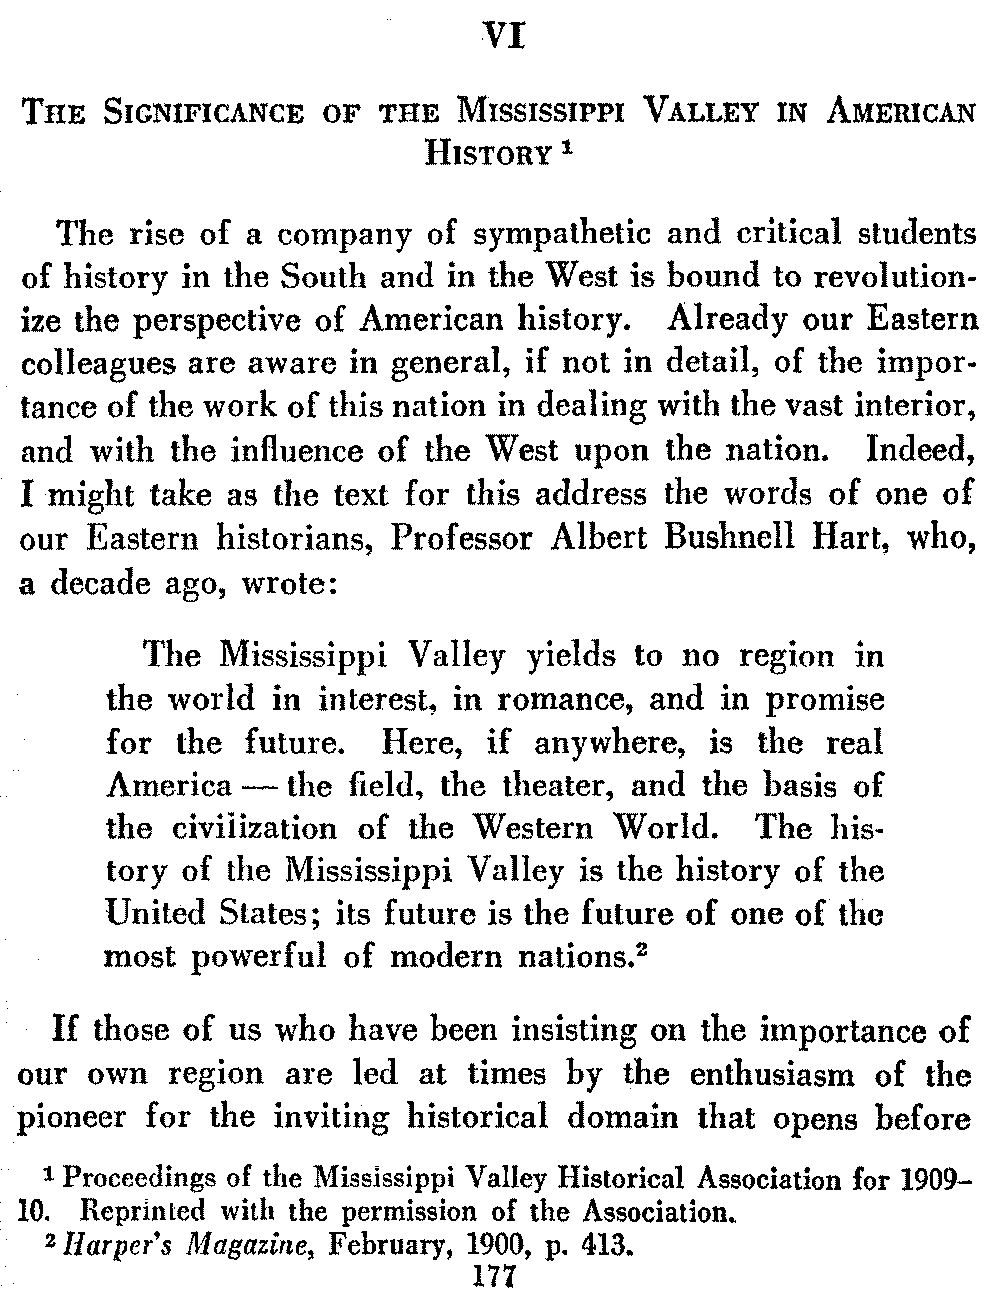 VI
The Significance of the Mississippi Valley in American
History ¹
The rise of a company of sympathetic and critical students
of history in the South and in the West is bound to revolution-
ize the perspective of American history. Already our Eastern
colleagues are aware in general, if not in detail, of the impor-
tance of the work of this nation in dealing with the vast interior,
and with the influence of the West upon the nation. Indeed,
I might take as the text for this address the words of one of
our Eastern historians, Professor Albert Bushnell Hart, who,
a decade ago, wrote:
The Mississippi Valley yields to no region in
the world in interest, in romance, and in promise
for the future. Here, if anywhere, is the real
America — the field, the theater, and the basis of
the civilization of the Western World. The his-
tory of the Mississippi Valley is the history of the
United States; its future is the future of one of the
most powerful of modern nations.²
If those of us who have been insisting on the importance of
our own region are led at times by the enthusiasm of the
pioneer for the inviting historical domain that opens before
¹ Proceedings of the Mississippi Valley Historical Association for 1909–
10. Reprinted with the permission of the Association.
² Harper's Magazine, February, 1900, p. 413.
177